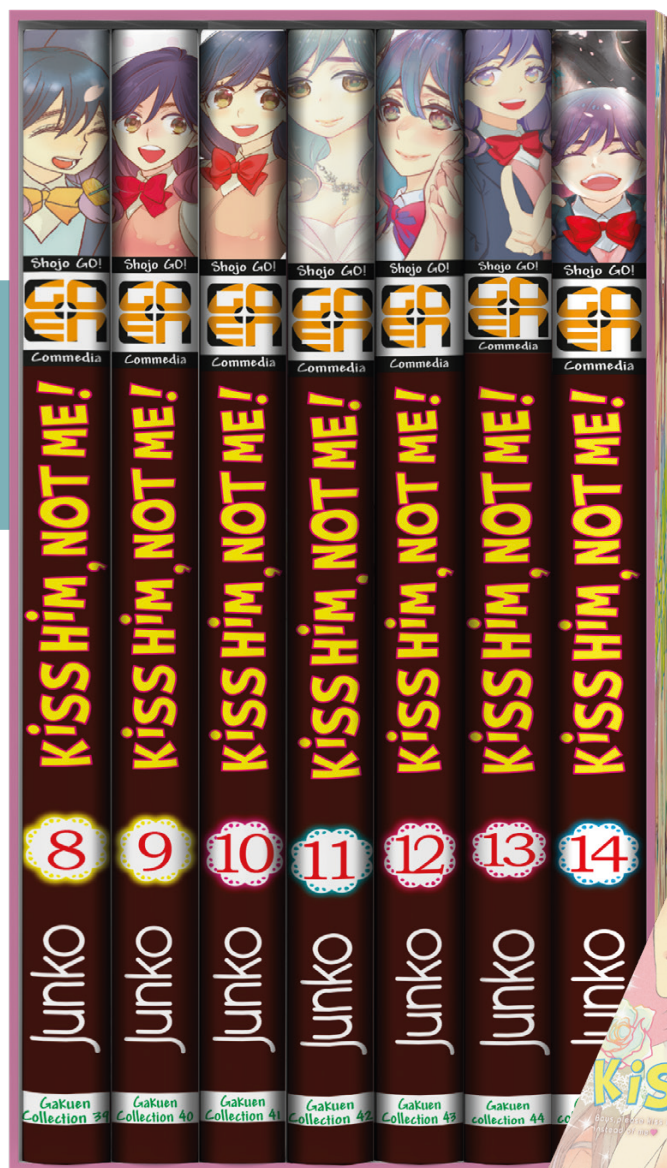 Shojo GO!
GEEN
Commedia
KiSS HiM, NOT ME!
8
Junko
Gakuen
Collection 39
Shojo GO!
Commedia
KiSS HiM, NOT ME!
9
Junko
Gakuen
Collection 40
Shojo GO!
Commedia
KiSS HiM, NOT ME!
10
Junko
Gakuen
Collection 41
Shojo GO!
Commedia
KiSS HiM, NOT ME!
11
Junko
Gakuen
Collection 42
Shojo GO!
Commedia
KiSS HiM, NOT ME!
12
Junko
Gakuen
Collection 43
Shojo GO!
Commedia
KiSS HiM, NOT ME!
13
Junko
Gakuen
collection 44
Shojo GO!
Commedia
KiSS HiM, NOT ME!
14
Junko
KiS